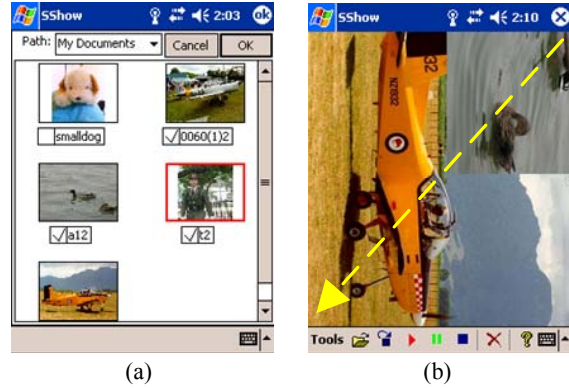 SShow 2:03 ok
Path: My Documents Cancel OK
smalldog 0060(1)2
a12 t2
(a)
SShow 2:10
NZ832
32
Tools
(b)